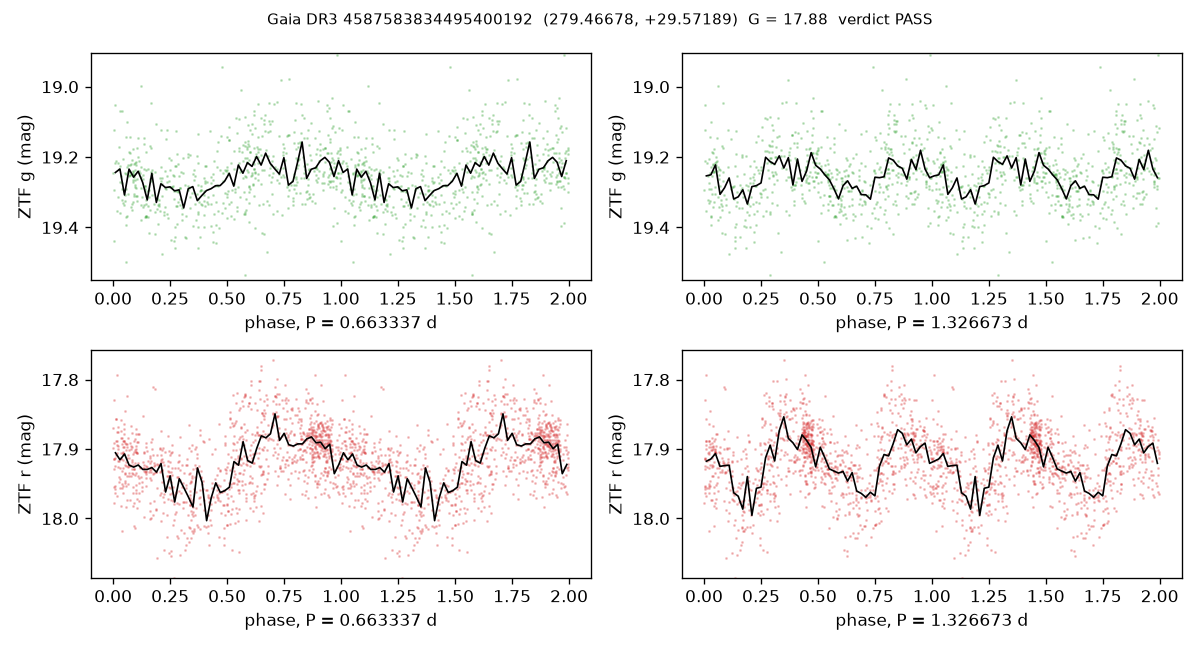 Gaia DR3 4587583834495400192  (279.46678, +29.57189)  G = 17.88  verdict PASS
ZTF g (mag)
19.0
19.2
19.4
0.00 0.25 0.50 0.75 1.00 1.25 1.50 1.75 2.00
phase, P = 0.663337 d
ZTF g (mag)
19.0
19.2
19.4
0.00 0.25 0.50 0.75 1.00 1.25 1.50 1.75 2.00
phase, P = 1.326673 d
ZTF r (mag)
17.8
17.9
18.0
0.00 0.25 0.50 0.75 1.00 1.25 1.50 1.75 2.00
phase, P = 0.663337 d
ZTF r (mag)
17.8
17.9
18.0
0.00 0.25 0.50 0.75 1.00 1.25 1.50 1.75 2.00
phase, P = 1.326673 d